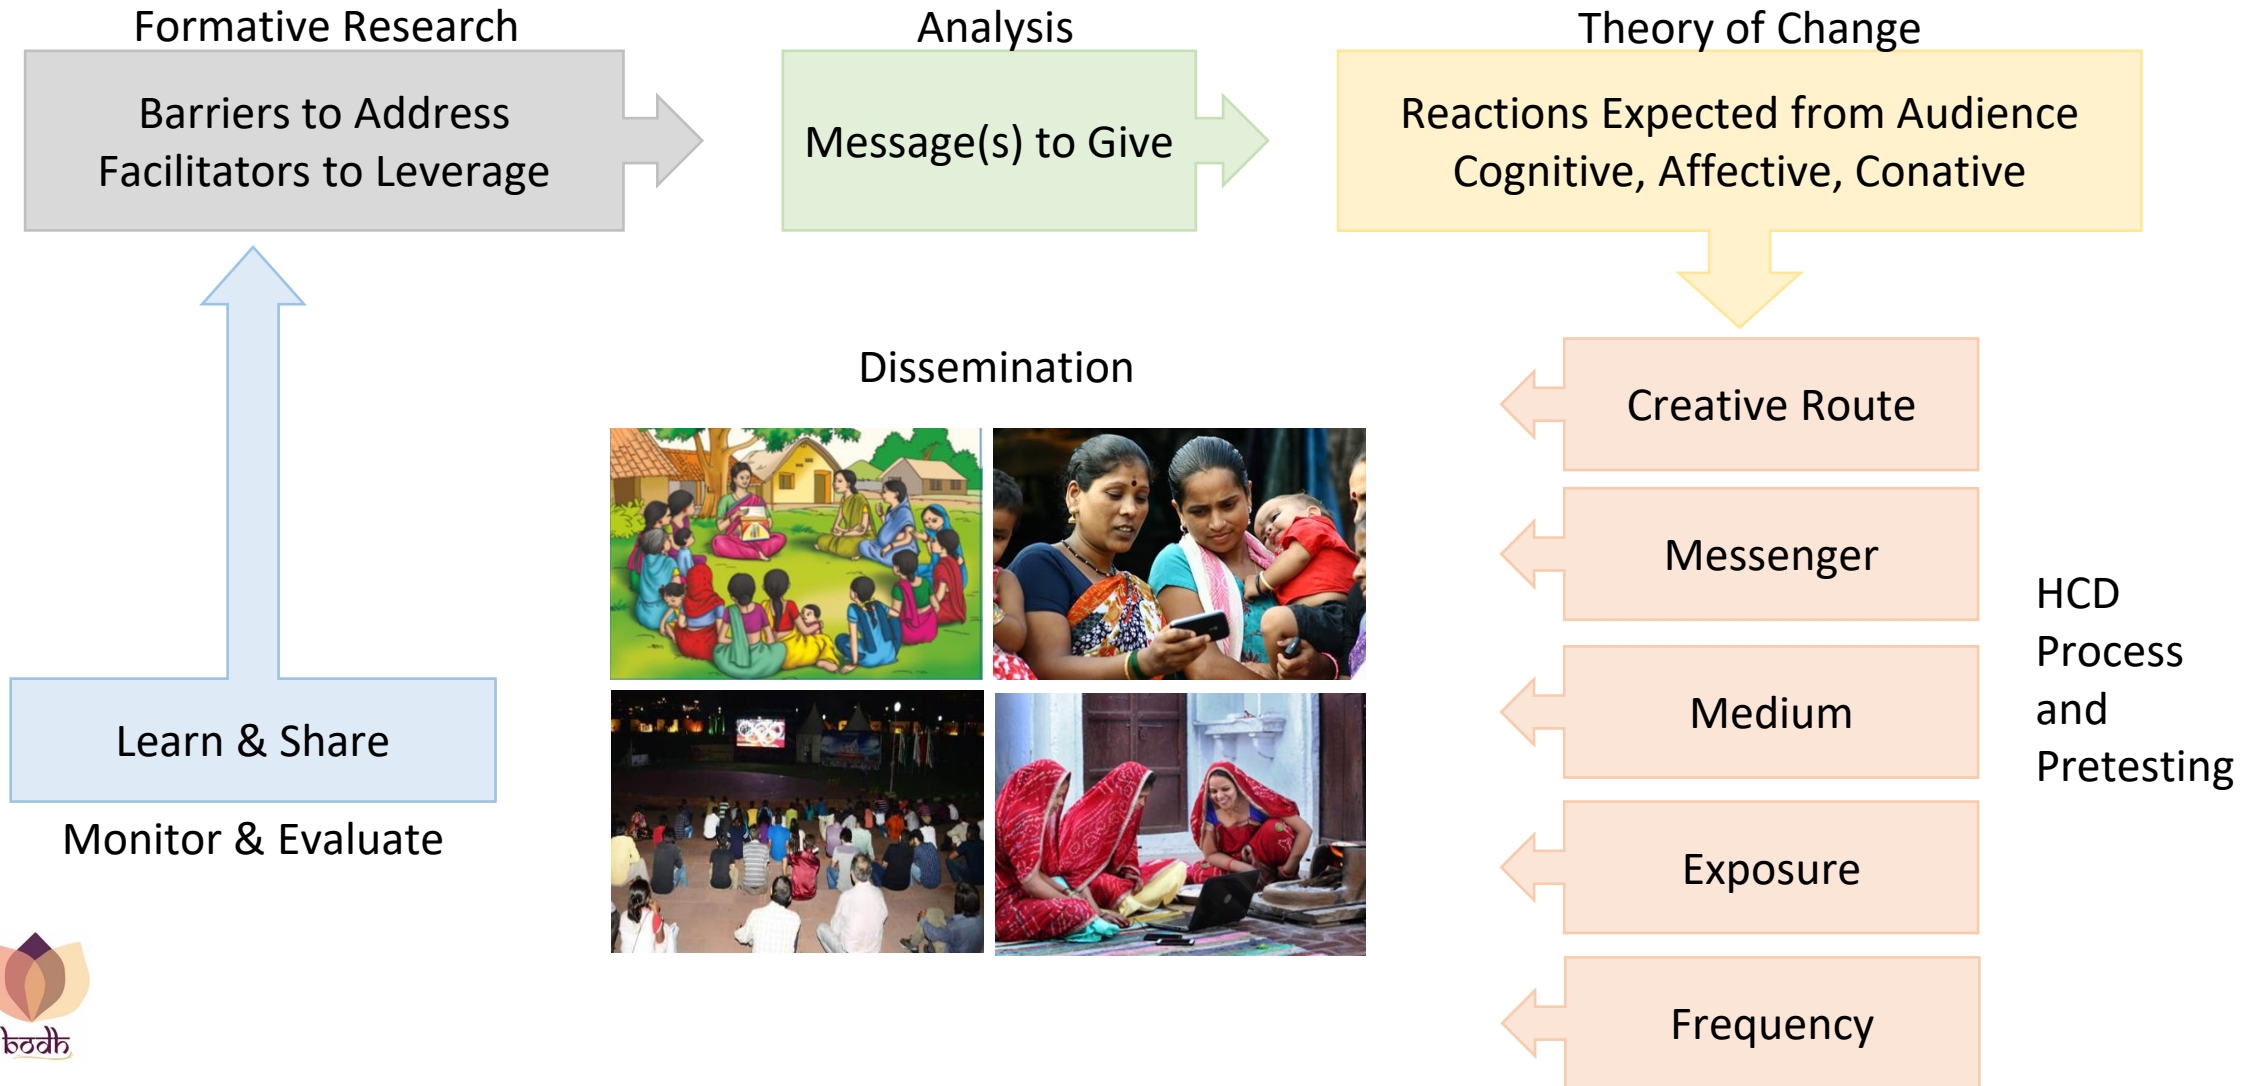 Formative Research
Barriers to Address
Facilitators to Leverage
Analysis
Message(s) to Give
Theory of Change
Reactions Expected from Audience
Cognitive, Affective, Conative
Creative Route
Messenger
Medium
Exposure
Frequency
HCD
Process
and
Pretesting
Dissemination
Learn & Share
Monitor & Evaluate
bodh